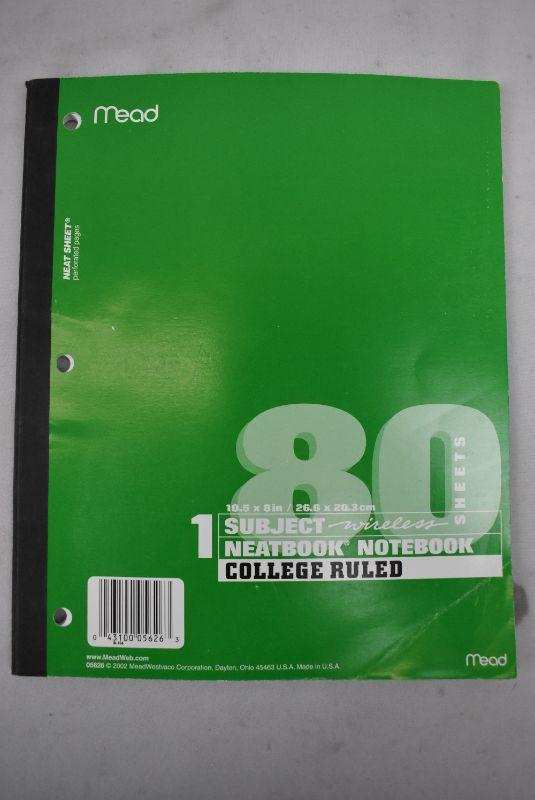 Mead
NEAT SHEET®
perforated pages
80
SHEETS
10.5 x 8 in / 26.6 x 20.3cm
1 SUBJECT wireless
NEATBOOK® NOTEBOOK
COLLEGE RULED
0 43100 05626 3
www.MeadWeb.com
05626 © 2002 MeadWestvaco Corporation, Dayton, Ohio 45463 U.S.A. Made in U.S.A.
Mead